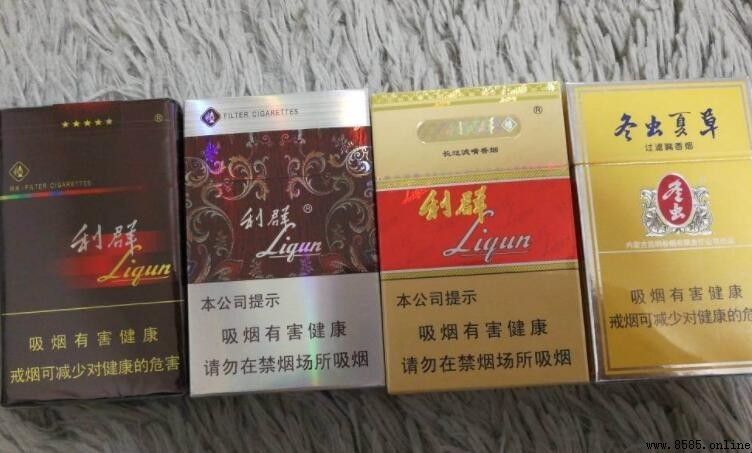 ★★★★★
®
FILTER CIGARETTES
利群
Liqun
吸烟有害健康
戒烟可减少对健康的危害
FILTER CIGARETTES
利群®
Liqun
本公司提示
吸烟有害健康
请勿在禁烟场所吸烟
®
长过滤嘴香烟
利群
Liqun
本公司提示
吸烟有害健康
请勿在禁烟场所吸烟
冬虫夏草
过滤嘴香烟
冬虫
吸烟有害健康
戒烟可减少对健康的危
www.8585.online